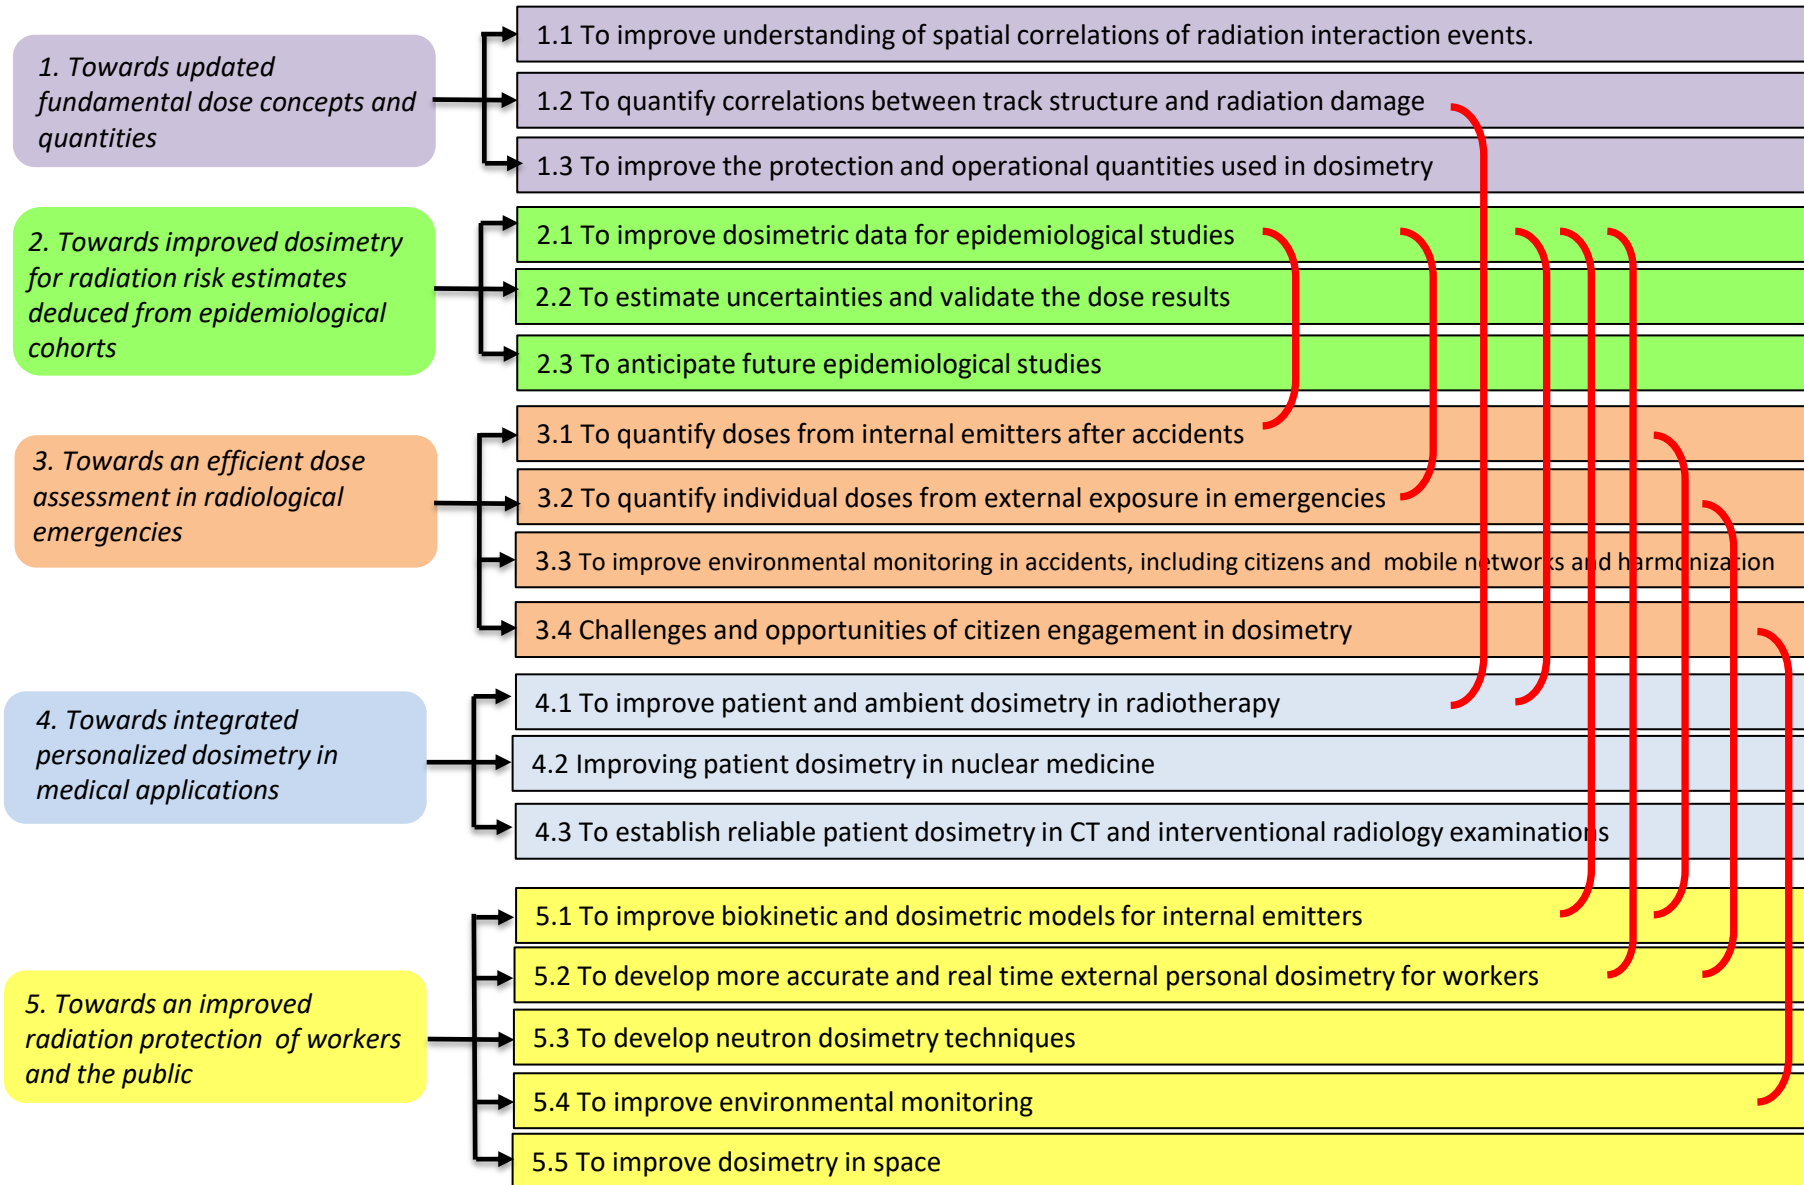 1. Towards updated
fundamental dose concepts and
quantities
1.1 To improve understanding of spatial correlations of radiation interaction events.
1.2 To quantify correlations between track structure and radiation damage
1.3 To improve the protection and operational quantities used in dosimetry
2. Towards improved dosimetry
for radiation risk estimates
deduced from epidemiological
cohorts
2.1 To improve dosimetric data for epidemiological studies
2.2 To estimate uncertainties and validate the dose results
2.3 To anticipate future epidemiological studies
3. Towards an efficient dose
assessment in radiological
emergencies
3.1 To quantify doses from internal emitters after accidents
3.2 To quantify individual doses from external exposure in emergencies
3.3 To improve environmental monitoring in accidents, including citizens and mobile networks and harmonization
3.4 Challenges and opportunities of citizen engagement in dosimetry
4. Towards integrated
personalized dosimetry in
medical applications
4.1 To improve patient and ambient dosimetry in radiotherapy
4.2 Improving patient dosimetry in nuclear medicine
4.3 To establish reliable patient dosimetry in CT and interventional radiology examinations
5. Towards an improved
radiation protection of workers
and the public
5.1 To improve biokinetic and dosimetric models for internal emitters
5.2 To develop more accurate and real time external personal dosimetry for workers
5.3 To develop neutron dosimetry techniques
5.4 To improve environmental monitoring
5.5 To improve dosimetry in space